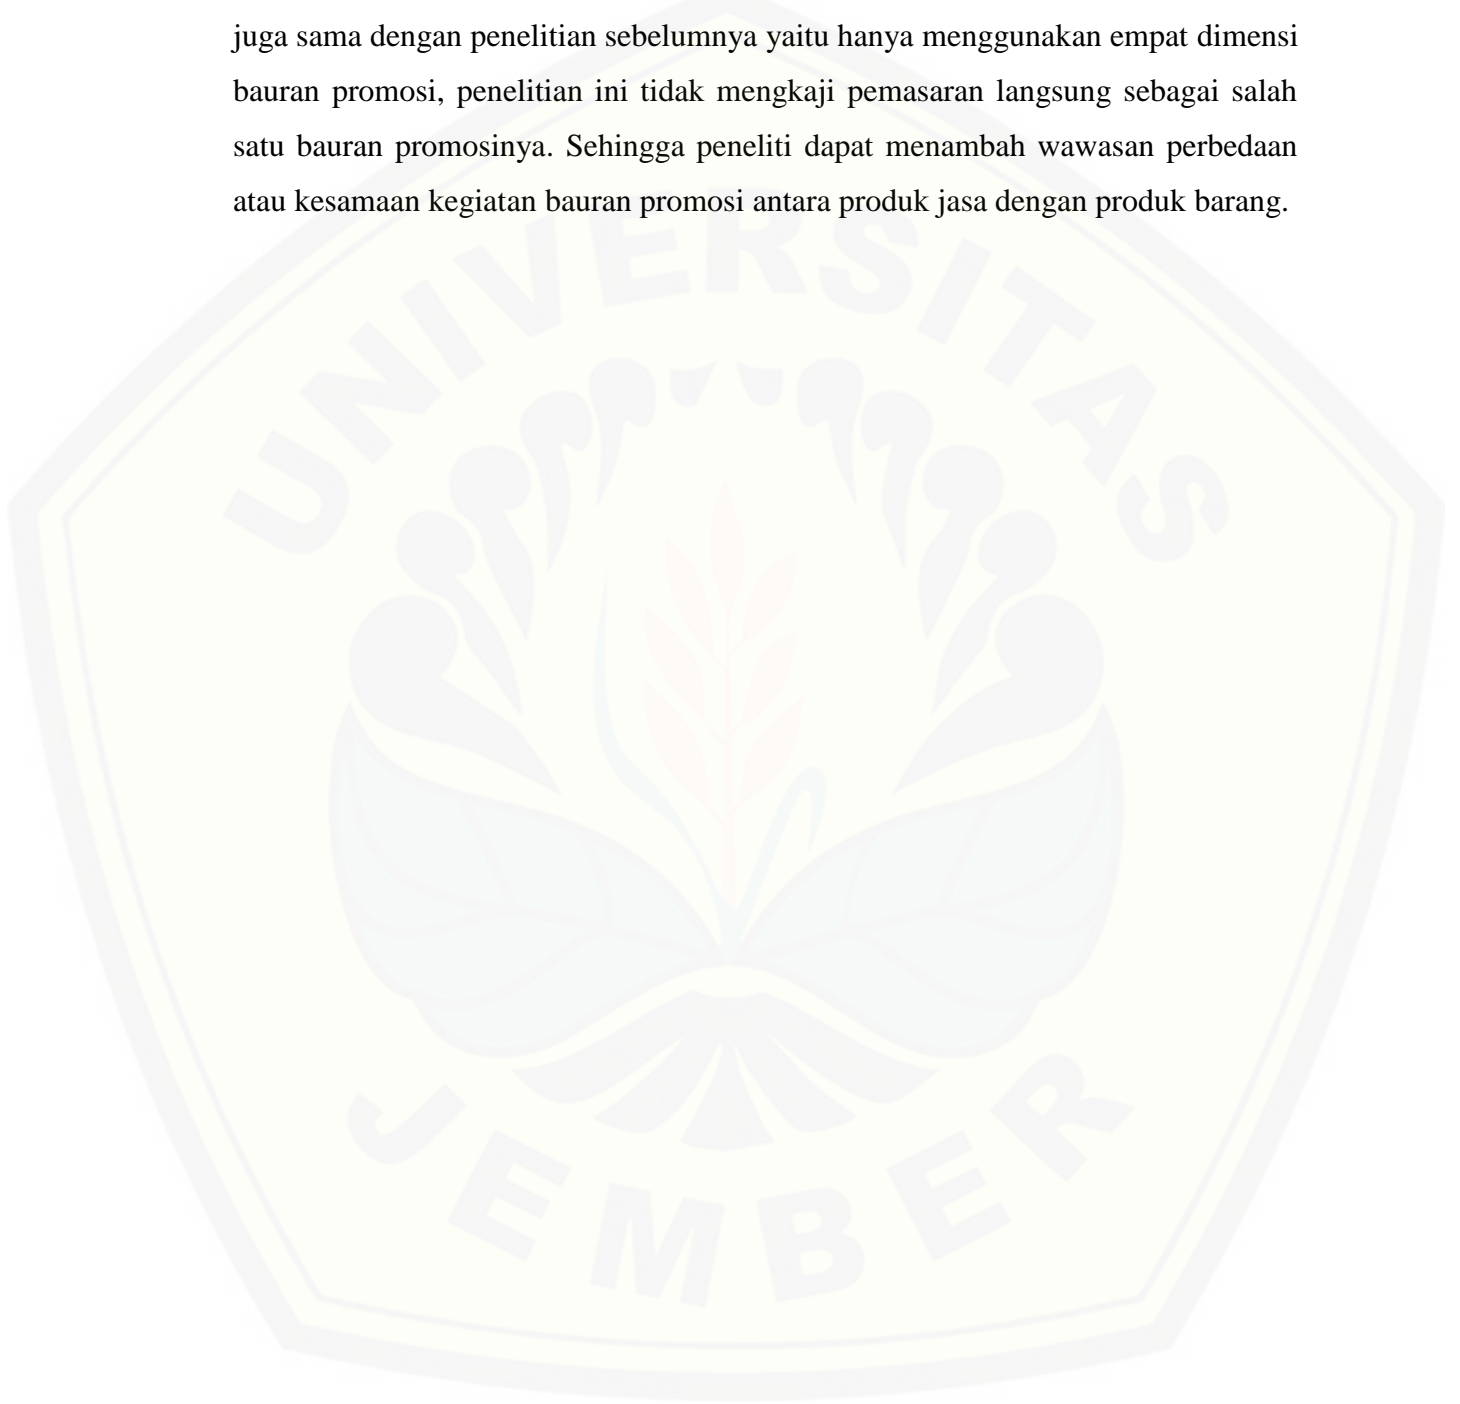 juga sama dengan penelitian sebelumnya yaitu hanya menggunakan empat dimensi
bauran promosi, penelitian ini tidak mengkaji pemasaran langsung sebagai salah
satu bauran promosinya. Sehingga peneliti dapat menambah wawasan perbedaan
atau kesamaan kegiatan bauran promosi antara produk jasa dengan produk barang.
UNIVERSITAS
JEMBER